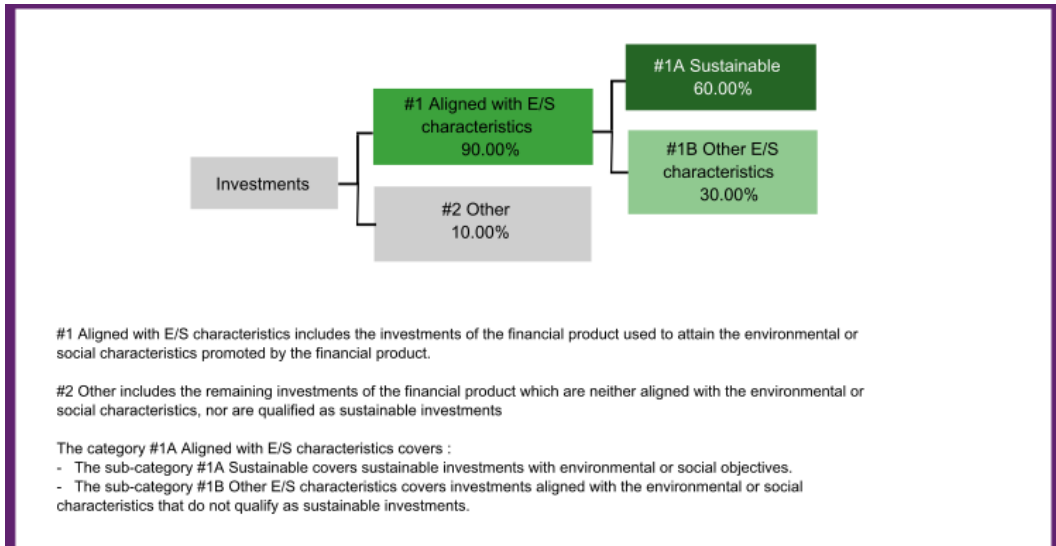 #1A Sustainable
60.00%
#1 Aligned with E/S
characteristics
90.00%
#1B Other E/S
characteristics
30.00%
Investments
#2 Other
10.00%
#1 Aligned with E/S characteristics includes the investments of the financial product used to attain the environmental or
social characteristics promoted by the financial product.
#2 Other includes the remaining investments of the financial product which are neither aligned with the environmental or
social characteristics, nor are qualified as sustainable investments
The category #1A Aligned with E/S characteristics covers :
- The sub-category #1A Sustainable covers sustainable investments with environmental or social objectives.
- The sub-category #1B Other E/S characteristics covers investments aligned with the environmental or social
characteristics that do not qualify as sustainable investments.